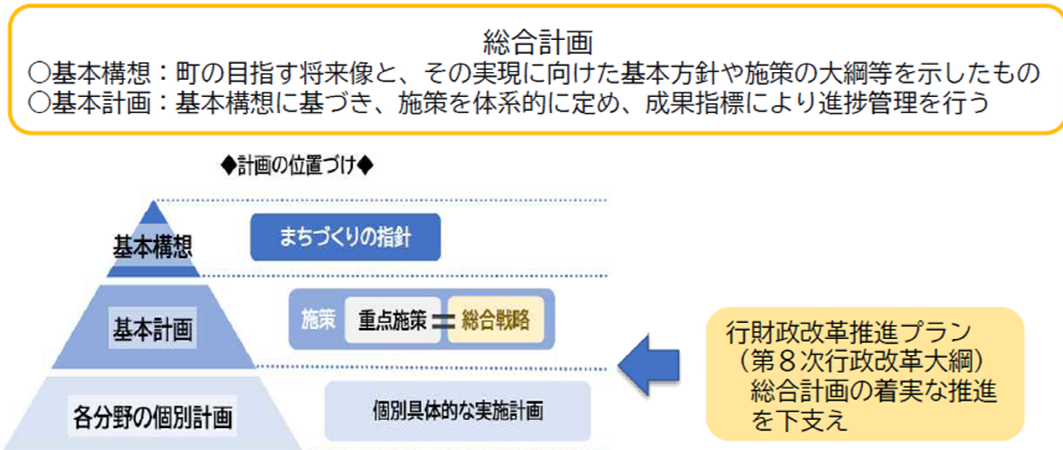 総合計画
○基本構想：町の目指す将来像と、その実現に向けた基本方針や施策の大綱等を示したもの
○基本計画：基本構想に基づき、施策を体系的に定め、成果指標により進捗管理を行う
◆計画の位置づけ◆
基本構想
まちづくりの指針
基本計画
施策 重点施策＝総合戦略
各分野の個別計画
個別具体的な実施計画
行財政改革推進プラン
（第８次行政改革大綱）
総合計画の着実な推進
を下支え